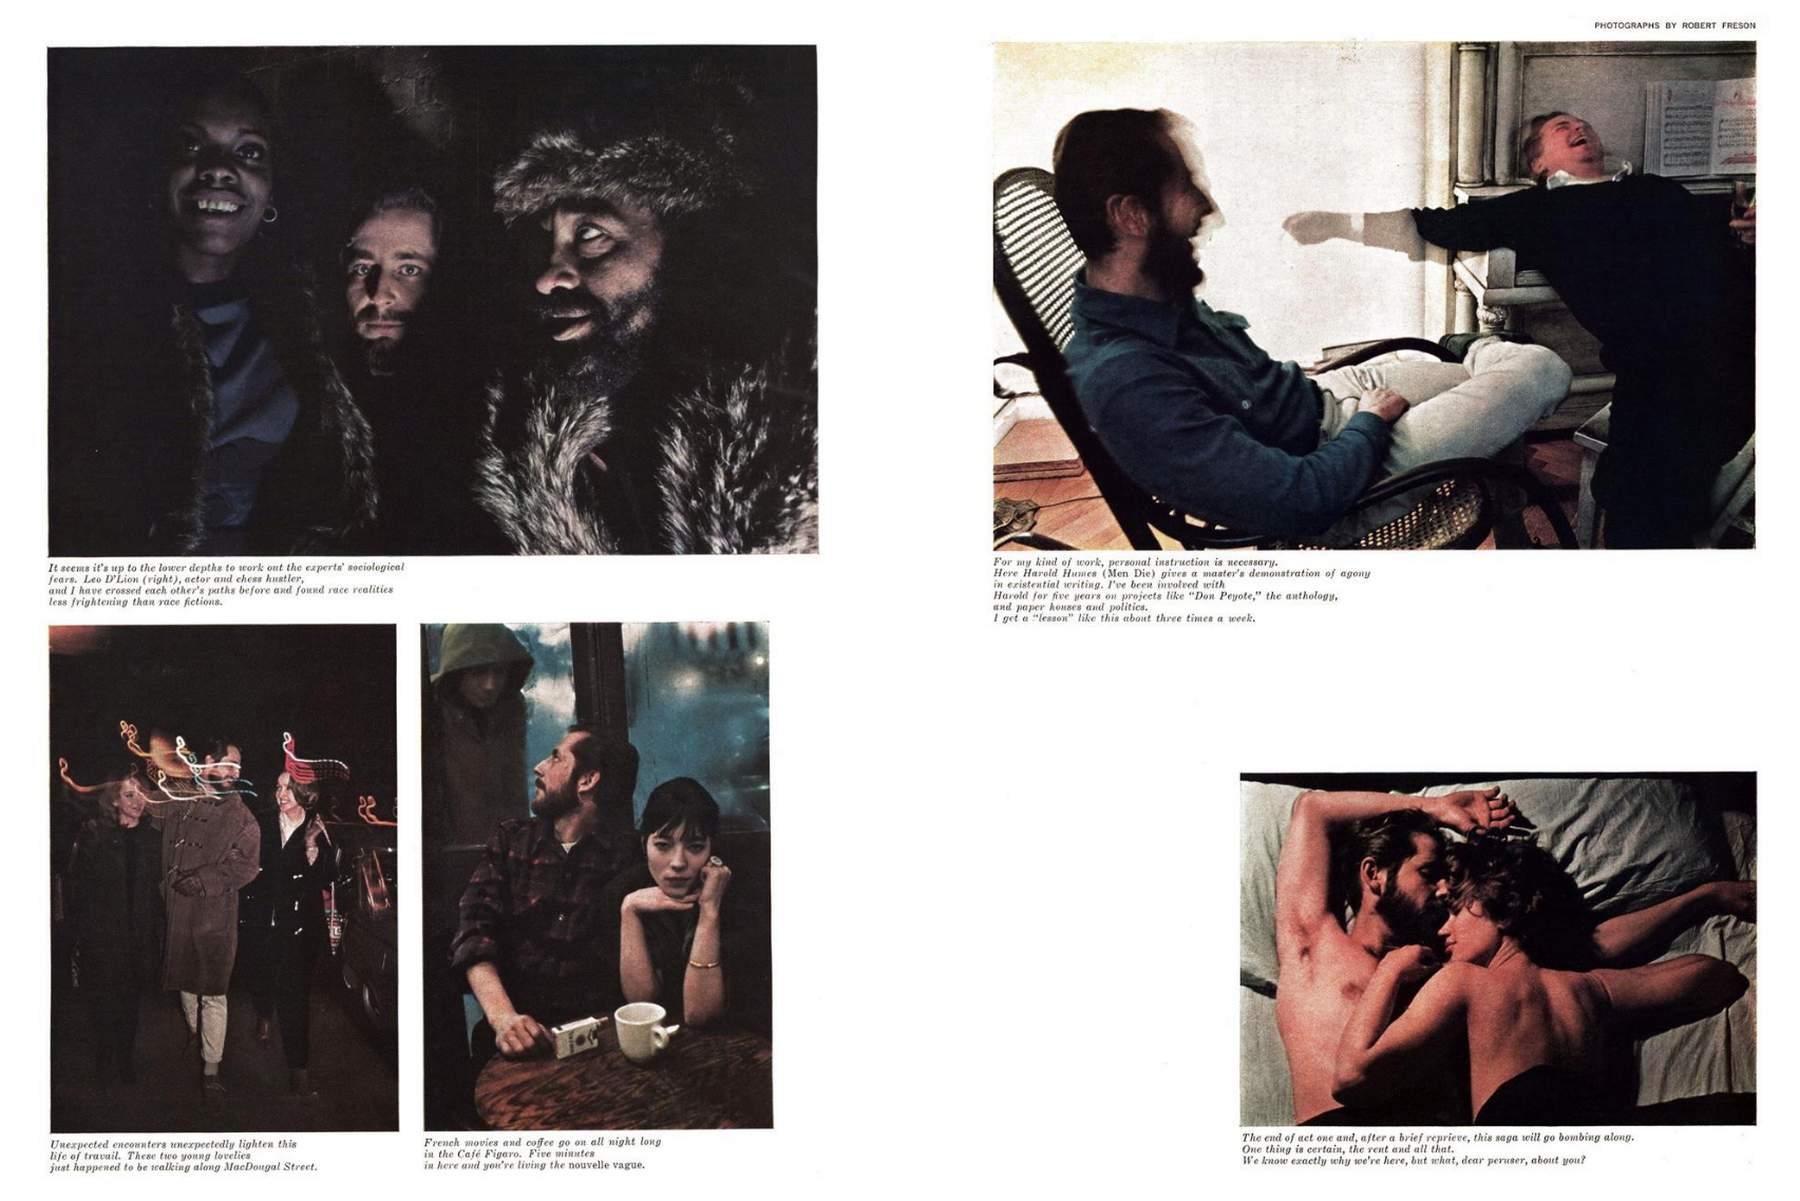 PHOTOGRAPHS BY ROBERT FRESON
It seems it's up to the lower depths to work out the experts' sociological
fears. Leo D'Lion (right), actor and chess hustler,
and I have crossed each other's paths before and found race realities
less frightening than race fictions.
For my kind of work, personal instruction is necessary.
Here Harold Humes (Men Die) gives a master's demonstration of agony
in existential writing. I've been involved with
Harold for five years on projects like "Don Peyote," the anthology,
and paper houses and politics.
I get a "lesson" like this about three times a week.
Unexpected encounters unexpectedly lighten this
life of travail. These two young lovelies
just happened to be walking along MacDougal Street.
French movies and coffee go on all night long
in the Café Figaro. Five minutes
in here and you're living the nouvelle vague.
The end of act one and, after a brief reprieve, this saga will go bombing along.
One thing is certain, the rent and all that.
We know exactly why we're here, but what, dear peruser, about you?